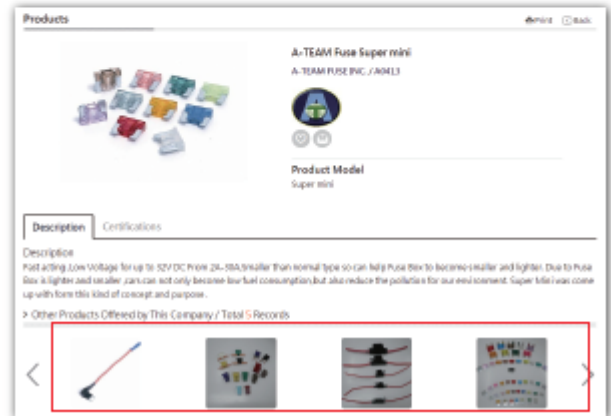 Products
Print Back
A-TEAM Fuse Super mini
A-TEAM FUSE INC. / A0413
Product Model
Super mini
Description Certifications
Description
Fast acting ,Low Voltage for up to 32V DC From 2A-30A,Smaller than normal type so can help Fuse Box to become smaller and lighter. Due to Fuse
Box is lighter and smaller ,cars can not only become low fuel consumption,but also reduce the pollution for our environment. Super Mini was come
up with form this kind of concept and purpose.
> Other Products Offered by This Company / Total 5 Records